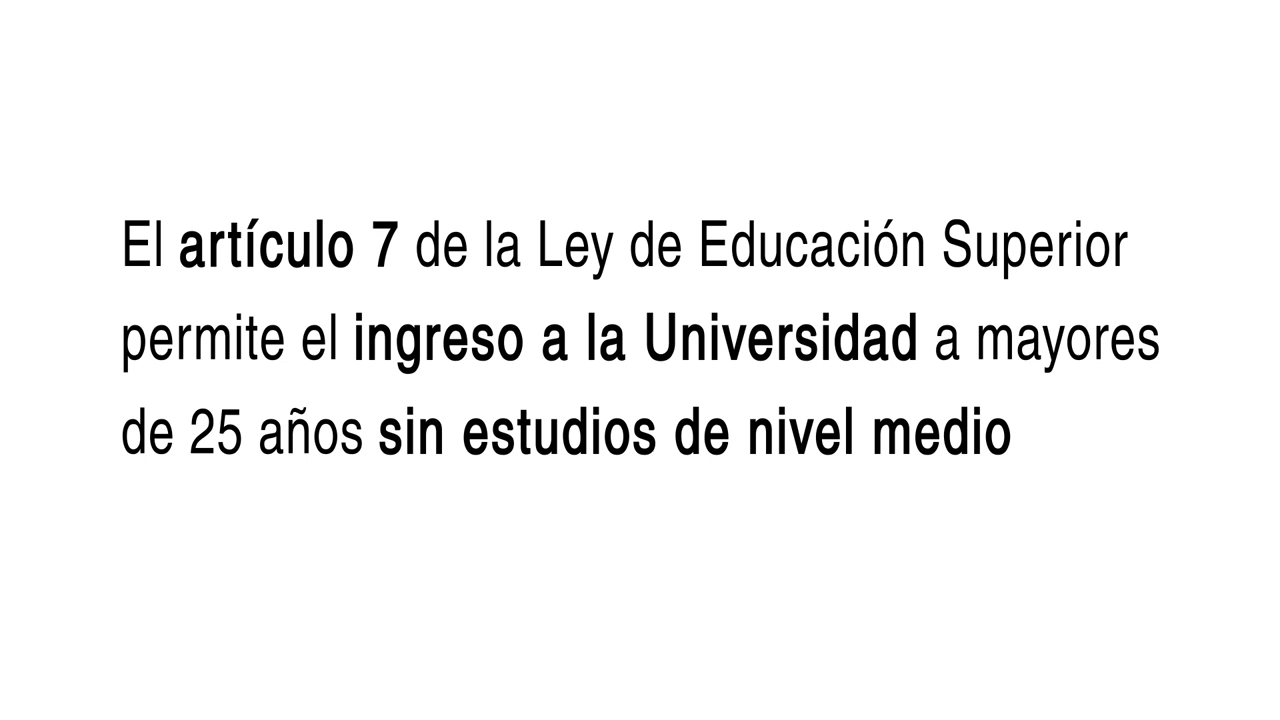 El artículo 7 de la Ley de Educación Superior
permite el ingreso a la Universidad a mayores
de 25 años sin estudios de nivel medio